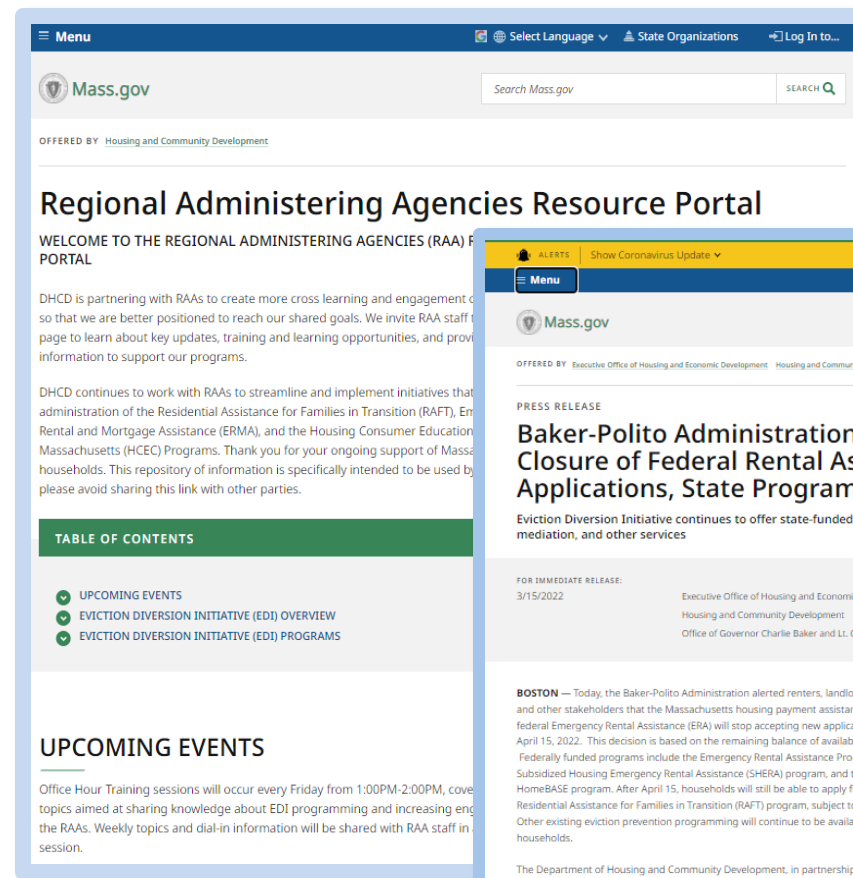 Menu
Select Language
State Organizations
Log In to...
Mass.gov
Search Mass.gov
SEARCH
OFFERED BY Housing and Community Development
Regional Administering Agencies Resource Portal
WELCOME TO THE REGIONAL ADMINISTERING AGENCIES (RAA)
PORTAL
DHCD is partnering with RAAs to create more cross learning and engagement
so that we are better positioned to reach our shared goals. We invite RAA staff
page to learn about key updates, training and learning opportunities, and
information to support our programs.
DHCD continues to work with RAAs to streamline and implement initiatives that
administration of the Residential Assistance for Families in Transition (RAFT),
Rental and Mortgage Assistance (ERMA), and the Housing Consumer Education
Massachusetts (HCEC) Programs. Thank you for your ongoing support of
households. This repository of information is specifically intended to be used by
please avoid sharing this link with other parties.
TABLE OF CONTENTS
UPCOMING EVENTS
EVICTION DIVERSION INITIATIVE (EDI) OVERVIEW
EVICTION DIVERSION INITIATIVE (EDI) PROGRAMS
UPCOMING EVENTS
Office Hour Training sessions will occur every Friday from 1:00PM-2:00PM,
topics aimed at sharing knowledge about EDI programming and increasing
the RAAs. Weekly topics and dial-in information will be shared with RAA staff in
session.
ALERTS
Show Coronavirus Update
Menu
Mass.gov
OFFERED BY Executive Office of Housing and Economic Development Housing and
PRESS RELEASE
Baker-Polito Administration
Closure of Federal Rental
Applications, State Program
Eviction Diversion Initiative continues to offer state-funded
mediation, and other services
FOR IMMEDIATE RELEASE:
3/15/2022
Executive Office of Housing and
Housing and Community Development
Office of Governor Charlie Baker and Lt.
BOSTON — Today, the Baker-Polito Administration alerted renters,
and other stakeholders that the Massachusetts housing payment
federal Emergency Rental Assistance (ERA) will stop accepting new
April 15, 2022. This decision is based on the remaining balance of
Federally funded programs include the Emergency Rental Assistance
Subsidized Housing Emergency Rental Assistance (SHERA) program, and
HomeBASE program. After April 15, households will still be able to apply
Residential Assistance for Families in Transition (RAFT) program, subject
Other existing eviction prevention programming will continue to be
households.
The Department of Housing and Community Development, in